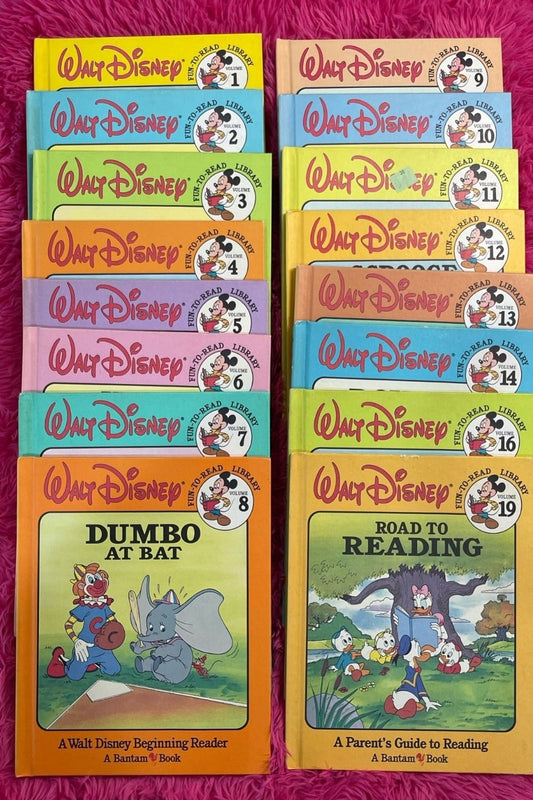 WALT DISNEY®
FUN-TO-READ LIBRARY
VOLUME
1
WALT DISNEY®
FUN-TO-READ LIBRARY
VOLUME
2
WALT DISNEY®
FUN-TO-READ LIBRARY
VOLUME
3
WALT DISNEY®
FUN-TO-READ LIBRARY
VOLUME
4
WALT DISNEY®
FUN-TO-READ LIBRARY
VOLUME
5
WALT DISNEY®
FUN-TO-READ LIBRARY
VOLUME
6
WALT DISNEY®
FUN-TO-READ LIBRARY
VOLUME
7
WALT DISNEY®
FUN-TO-READ LIBRARY
VOLUME
8
DUMBO
AT BAT
A Walt Disney Beginning Reader
A Bantam Book
WALT DISNEY®
FUN-TO-READ LIBRARY
VOLUME
9
WALT DISNEY®
FUN-TO-READ LIBRARY
VOLUME
10
WALT DISNEY®
FUN-TO-READ LIBRARY
VOLUME
11
WALT DISNEY®
FUN-TO-READ LIBRARY
VOLUME
12
SCROOGE
WALT DISNEY®
FUN-TO-READ LIBRARY
VOLUME
13
WALT DISNEY®
FUN-TO-READ LIBRARY
VOLUME
14
WALT DISNEY®
FUN-TO-READ LIBRARY
VOLUME
16
WALT DISNEY®
FUN-TO-READ LIBRARY
VOLUME
19
ROAD TO
READING
A Parent's Guide to Reading
A Bantam Book